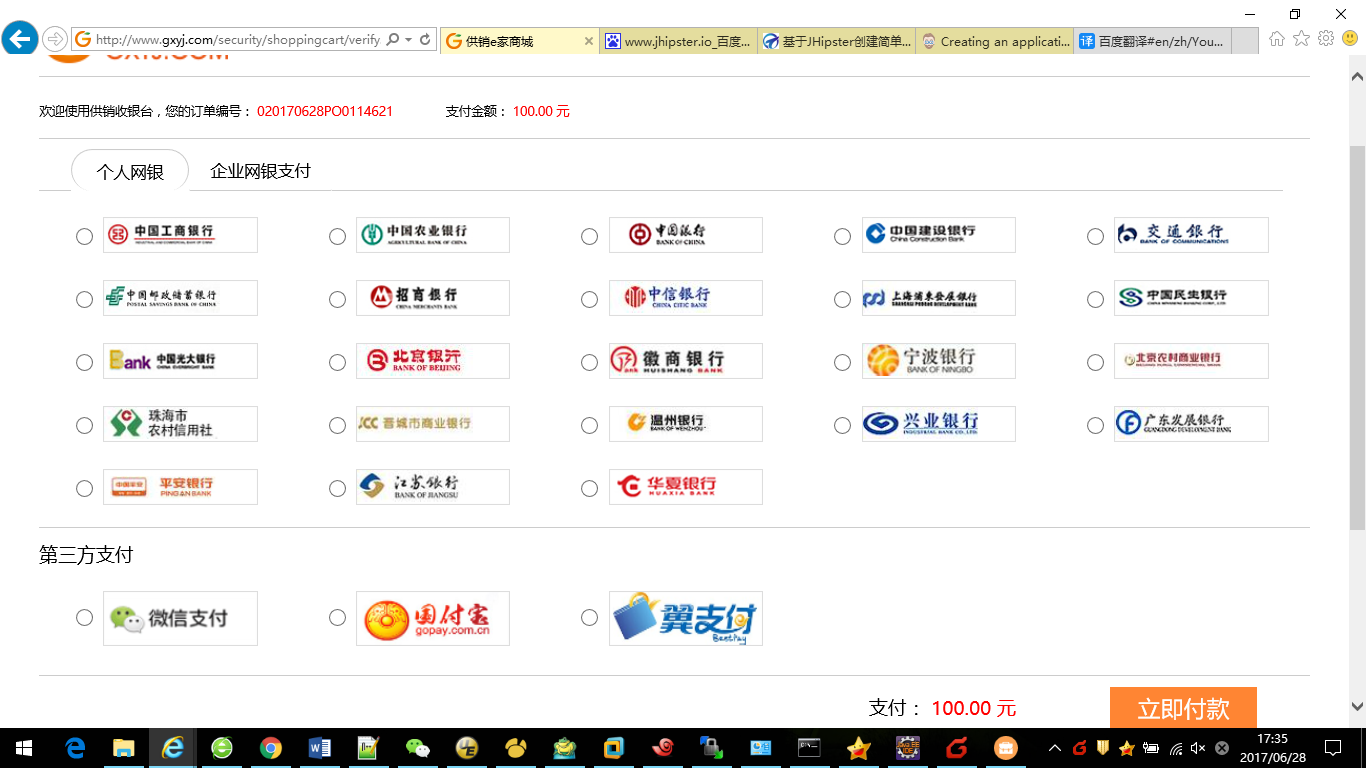 http://www.gxyj.com/security/shoppingcart/verify
供销e家商城
www.jhipster.io_百度...
基于JHipster创建简单...
Creating an applicati...
百度翻译#en/zh/You...
欢迎使用供销收银台，您的订单编号： 020170628PO0114621 支付金额： 100.00 元
个人网银 企业网银支付
中国工商银行
中国农业银行
AGRICULTURAL BANK OF CHINA
中国银行
BANK OF CHINA
中国建设银行
China Construction Bank
交通银行
BANK OF COMMUNICATIONS
中国邮政储蓄银行
POSTAL SAVINGS BANK OF CHINA
招商银行
CHINA MERCHANTS BANK
中信银行
CHINA CITIC BANK
上海浦东发展银行
SHANGHAI PUDONG DEVELOPMENT BANK
中国民生银行
Bank 中国光大银行
CHINA EVERBRIGHT BANK
北京银行
BANK OF BEIJING
徽商银行
HUISHANG BANK
宁波银行
BANK OF NINGBO
北京农村商业银行
珠海市
农村信用社
JCC 晋城市商业银行
温州银行
BANK OF WENZHOU
兴业银行
INDUSTRIAL BANK CO.,LTD.
广东发展银行
GUANGDONG DEVELOPMENT BANK
中国平安 平安银行
PING AN BANK
江苏银行
BANK OF JIANGSU
华夏银行
HUAXIA BANK
第三方支付
微信支付
国付宝
gopay.com.cn
翼支付
BestPay
支付： 100.00 元
立即付款
17:35
2017/06/28